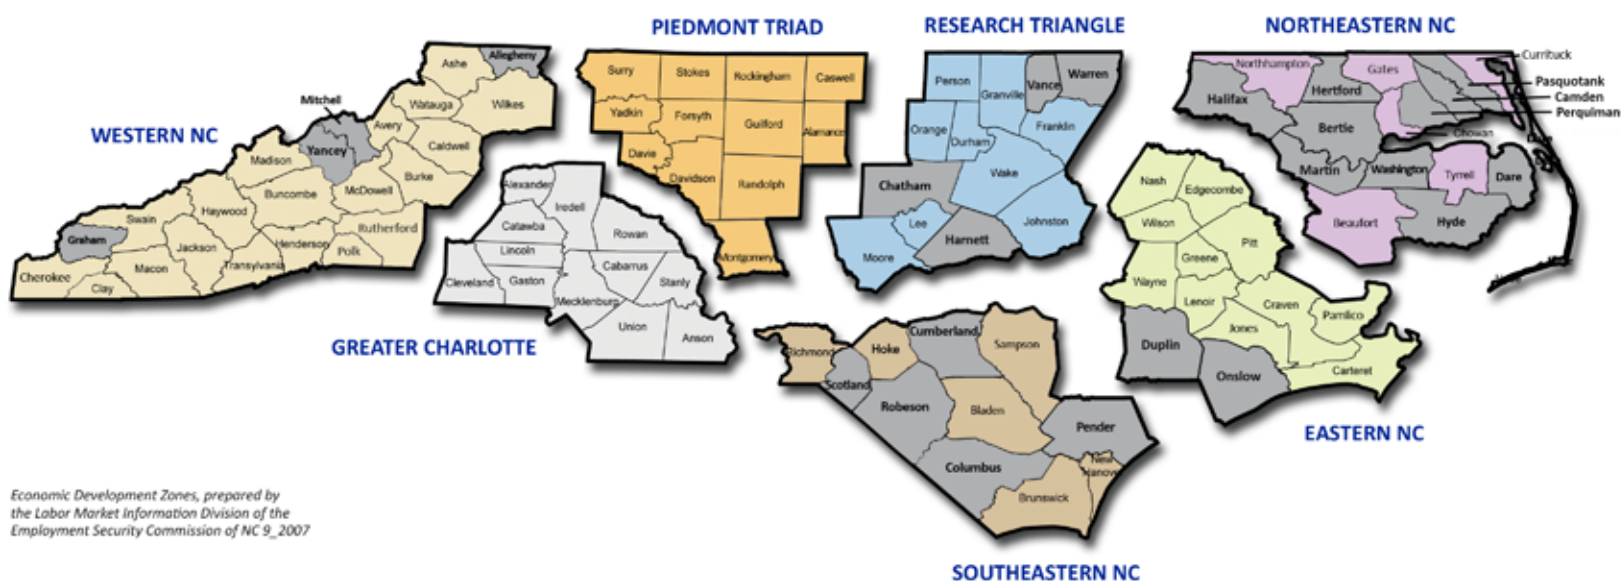 PIEDMONT TRIAD
RESEARCH TRIANGLE
NORTHEASTERN NC
WESTERN NC
Allegheny
Ashe
Mitchell
Watauga
Wilkes
Avery
Yancey
Caldwell
Madison
Burke
McDowell
Buncombe
Haywood
Swain
Rutherford
Graham
Jackson
Henderson
Polk
Macon
Transylvania
Cherokee
Clay
Surry
Stokes
Rockingham
Caswell
Yadkin
Forsyth
Guilford
Alamance
Davie
Davidson
Randolph
Montgomery
Person
Granville
Vance
Warren
Orange
Durham
Franklin
Chatham
Wake
Lee
Johnston
Harnett
Moore
Currituck
Northhampton
Gates
Pasquotank
Halifax
Hertford
Camden
Perquiman
Bertie
Chowan
Martin
Washington
Tyrrell
Dare
Beaufort
Hyde
Alexander
Iredell
Catawba
Rowan
Lincoln
Cabarrus
Cleveland
Gaston
Stanly
Mecklenburg
Union
Anson
GREATER CHARLOTTE
Nash
Edgecombe
Wilson
Pitt
Greene
Wayne
Lenoir
Craven
Pamlico
Jones
Duplin
Onslow
Carteret
EASTERN NC
Richmond
Hoke
Cumberland
Sampson
Scotland
Robeson
Bladen
Pender
Columbus
New
Hanover
Brunswick
SOUTHEASTERN NC
Economic Development Zones, prepared by
the Labor Market Information Division of the
Employment Security Commission of NC 9_2007